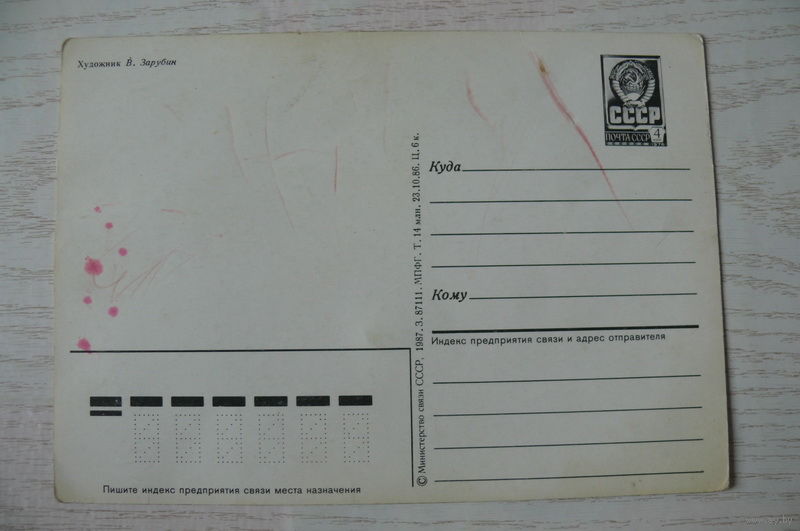 Художник В. Зарубин
СССР
ПОЧТА СССР 4
Куда
Кому
Индекс предприятия связи и адрес отправителя
© Министерство связи СССР, 1987. З. 87111. МПФГ. Т. 14 млн. 23.10.86. Ц. 6 к.
Пишите индекс предприятия связи места назначения